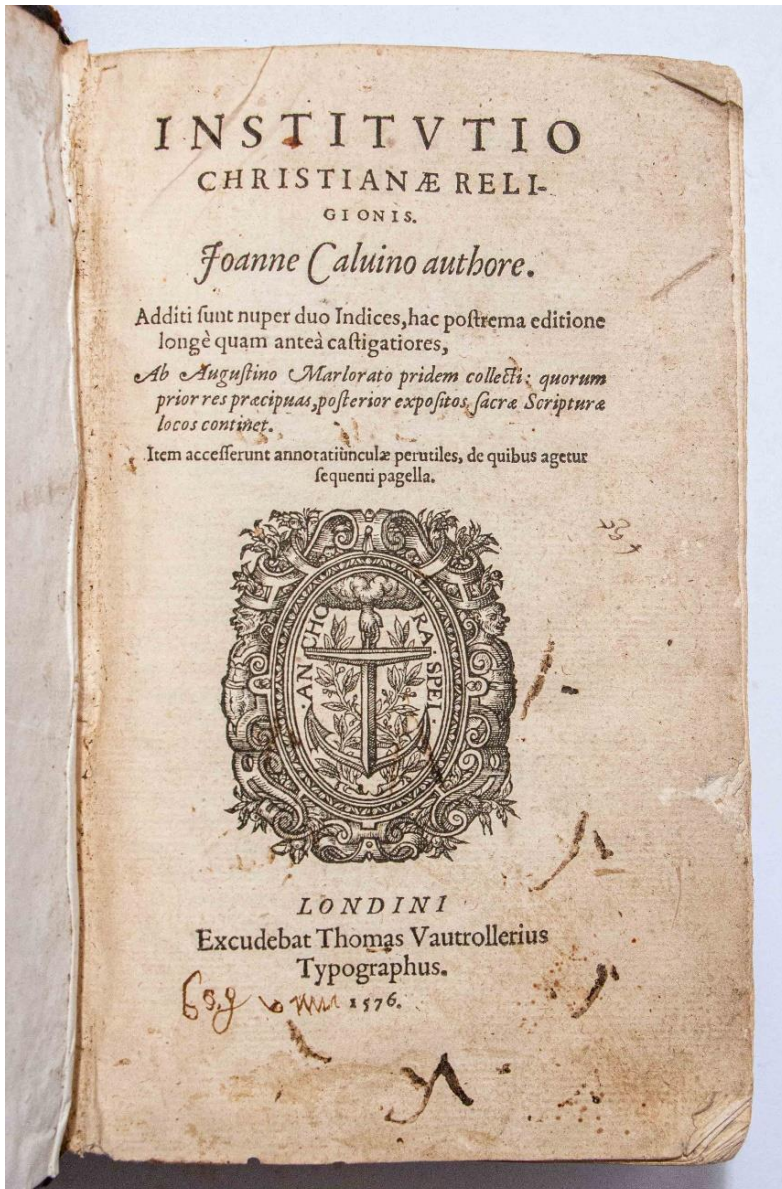 INSTITVTIO
CHRISTIANÆ RELI-
GIONIS.
Joanne Caluino authore.
Additi ſunt nuper duo Indices, hac poſtrema editione
longè quam anteà caſtigatiores,
Ab Auguſtino Marlorato pridem collecti: quorum
prior res præcipuas, poſterior expoſitos ſacræ Scripturæ
locos continet.
Item acceſſerunt annotatiunculæ perutiles, de quibus agetur
ſequenti pagella.
·ANCHORA SPEI·
LONDINI
Excudebat Thomas Vautrollerius
Typographus.
1576.